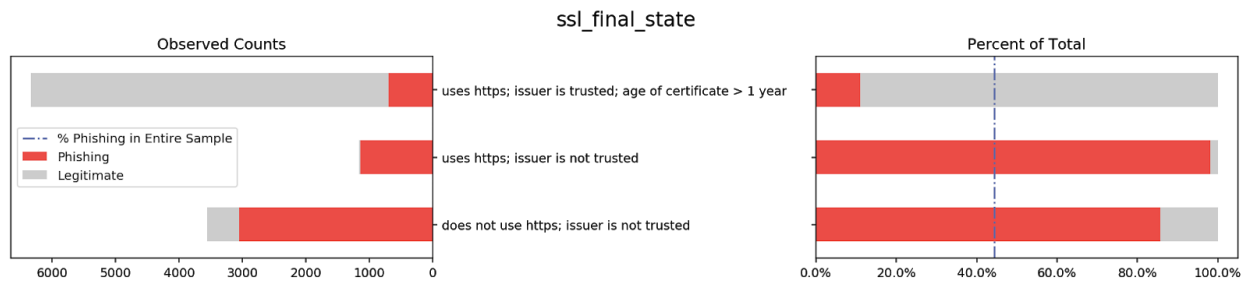 ssl_final_state
Observed Counts
Percent of Total
uses https; issuer is trusted; age of certificate > 1 year
% Phishing in Entire Sample
Phishing
Legitimate
uses https; issuer is not trusted
does not use https; issuer is not trusted
6000 5000 4000 3000 2000 1000 0
0.0% 20.0% 40.0% 60.0% 80.0% 100.0%